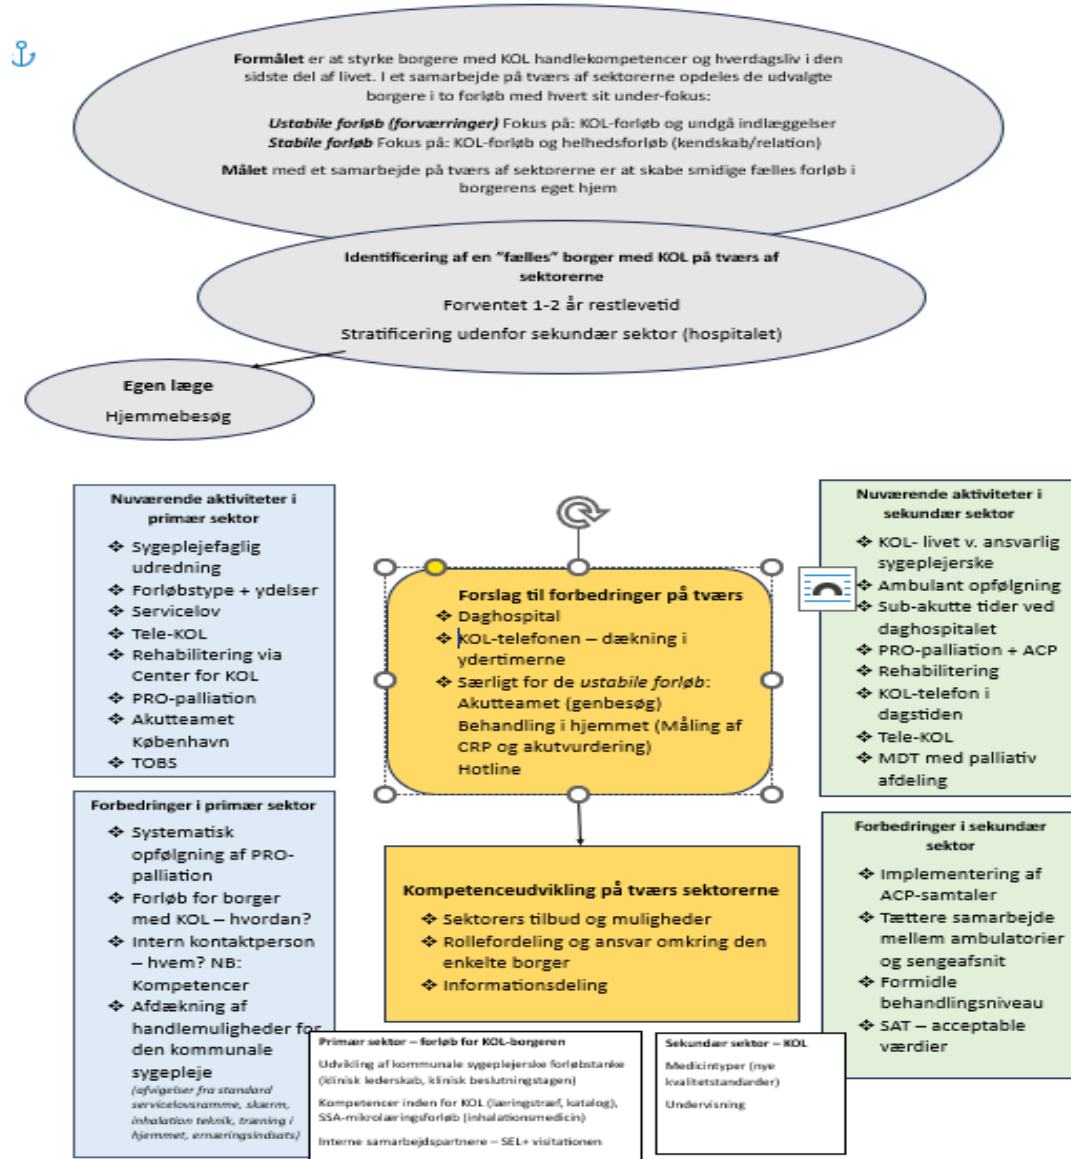 Formålet er at styrke borgere med KOL handlekompetencer og hverdagsliv i den
sidste del af livet. I et samarbejde på tværs af sektorerne opdeles de udvalgte
borgere i to forløb med hvert sit under-fokus:
Ustabile forløb (forværringer) Fokus på: KOL-forløb og undgå indlæggelser
Stabile forløb Fokus på: KOL-forløb og helhedsforløb (kendskab/relation)
Målet med et samarbejde på tværs af sektorerne er at skabe smidige fælles forløb i
borgerens eget hjem
Identificering af en ”fælles” borger med KOL på tværs af
sektorerne
Forventet 1-2 år restlevetid
Stratificering udenfor sekundær sektor (hospitalet)
Egen læge
Hjemmebesøg
Nuværende aktiviteter i
primær sektor
❖ Sygeplejefaglig
udredning
❖ Forløbstype + ydelser
❖ Servicelov
❖ Tele-KOL
❖ Rehabilitering via
Center for KOL
❖ PRO-palliation
❖ Akutteamet
København
❖ TOBS
Forbedringer i primær sektor
❖ Systematisk
opfølgning af PRO-
palliation
❖ Forløb for borger
med KOL – hvordan?
❖ Intern kontaktperson
– hvem? NB:
Kompetencer
❖ Afdækning af
handlemuligheder for
den kommunale
sygepleje
(afvigelser fra standard
servicelovsramme, skærm,
inhalation teknik, træning i
hjemmet, ernæringsindsats)
Forslag til forbedringer på tværs
❖ Daghospital
❖ KOL-telefonen – dækning i
ydertimerne
❖ Særligt for de ustabile forløb:
Akutteamet (genbesøg)
Behandling i hjemmet (Måling af
CRP og akutvurdering)
Hotline
Kompetenceudvikling på tværs sektorerne
❖ Sektorers tilbud og muligheder
❖ Rollefordeling og ansvar omkring den
enkelte borger
❖ Informationsdeling
Primær sektor – forløb for KOL-borgeren
Udvikling af kommunale sygeplejerske forløbstanke
(klinisk lederskab, klinisk beslutningstagen)
Kompetencer inden for KOL (læringstræf, katalog),
SSA-mikrolæringsforløb (inhalationsmedicin)
Interne samarbejdspartnere – SEL+ visitationen
Sekundær sektor – KOL
Medicintyper (nye
kvalitetstandarder)
Undervisning
Nuværende aktiviteter i
sekundær sektor
❖ KOL- livet v. ansvarlig
sygeplejerske
❖ Ambulant opfølgning
❖ Sub-akutte tider ved
daghospitalet
❖ PRO-palliation + ACP
❖ Rehabilitering
❖ KOL-telefon i
dagstiden
❖ Tele-KOL
❖ MDT med palliativ
afdeling
Forbedringer i sekundær
sektor
❖ Implementering af
ACP-samtaler
❖ Tættere samarbejde
mellem ambulatorier
og sengeafsnit
❖ Formidle
behandlingsniveau
❖ SAT – acceptable
værdier